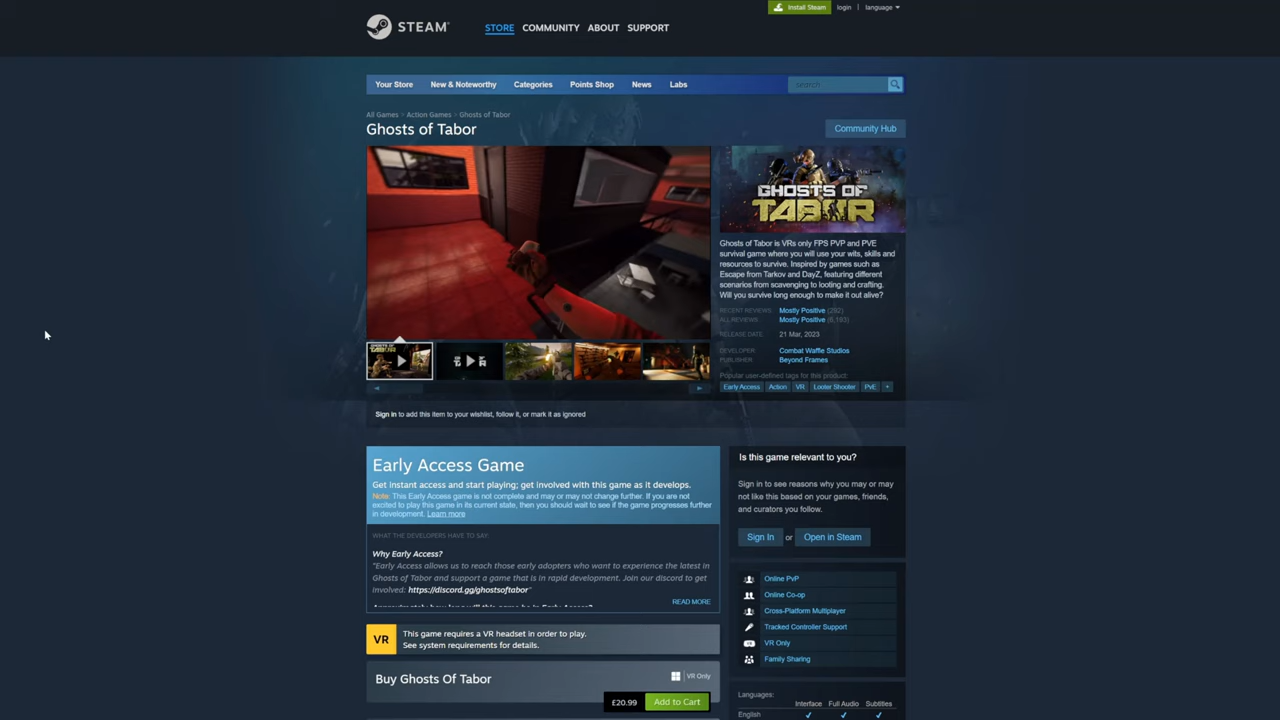 Install Steam
login
language
STEAM
STORE
COMMUNITY
ABOUT
SUPPORT
Your Store
New & Noteworthy
Categories
Points Shop
News
Labs
search
All Games > Action Games > Ghosts of Tabor
Ghosts of Tabor
Community Hub
GHOSTS OF
TABOR
Ghosts of Tabor is VRs only FPS PVP and PVE
survival game where you will use your wits, skills and
resources to survive. Inspired by games such as
Escape from Tarkov and DayZ, featuring different
scenarios from scavenging to looting and crafting.
Will you survive long enough to make it out alive?
RECENT REVIEWS: Mostly Positive (292)
ALL REVIEWS: Mostly Positive (6,193)
RELEASE DATE: 21 Mar, 2023
DEVELOPER: Combat Waffle Studios
PUBLISHER: Beyond Frames
Popular user-defined tags for this product:
Early Access
Action
VR
Looter Shooter
PvE
+
Sign in to add this item to your wishlist, follow it, or mark it as ignored
Early Access Game
Get instant access and start playing; get involved with this game as it develops.
Note: This Early Access game is not complete and may or may not change further. If you are not
excited to play this game in its current state, then you should wait to see if the game progresses further
in development. Learn more
WHAT THE DEVELOPERS HAVE TO SAY:
Why Early Access?
"Early Access allows us to reach those early adopters who want to experience the latest in
Ghosts of Tabor and support a game that is in rapid development. Join our discord to get
involved: https://discord.gg/ghostsoftabor"
Approximately how long will this game be in Early Access?
READ MORE
VR
This game requires a VR headset in order to play.
See system requirements for details.
Buy Ghosts Of Tabor
VR Only
£20.99
Add to Cart
Is this game relevant to you?
Sign in to see reasons why you may or may
not like this based on your games, friends,
and curators you follow.
Sign In
or
Open in Steam
Online PvP
Online Co-op
Cross-Platform Multiplayer
Tracked Controller Support
VR Only
Family Sharing
Languages:
Interface
Full Audio
Subtitles
English